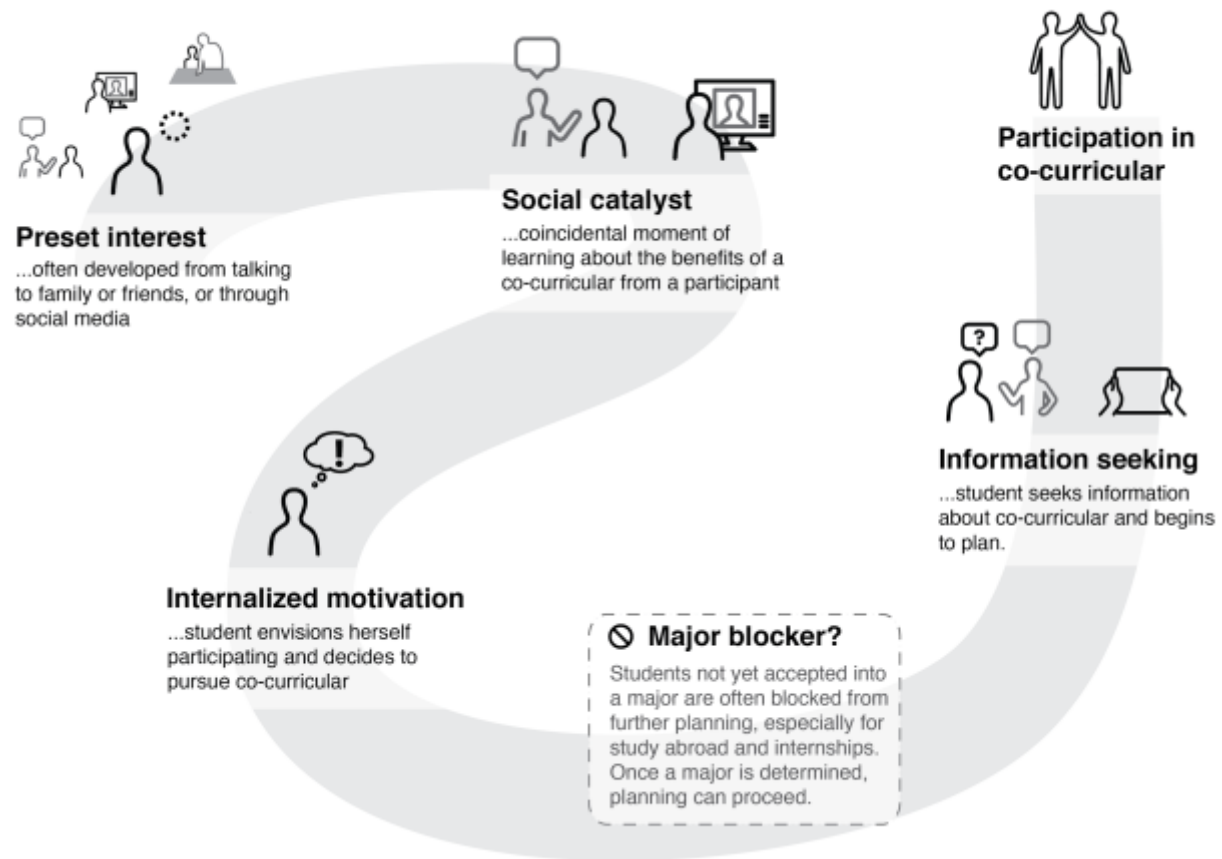 Preset interest
...often developed from talking
to family or friends, or through
social media
Social catalyst
...coincidental moment of
learning about the benefits of a
co-curricular from a participant
Internalized motivation
...student envisions herself
participating and decides to
pursue co-curricular
!
Major blocker?
Students not yet accepted into
a major are often blocked from
further planning, especially for
study abroad and internships.
Once a major is determined,
planning can proceed.
?
Information seeking
...student seeks information
about co-curricular and begins
to plan.
Participation in
co-curricular